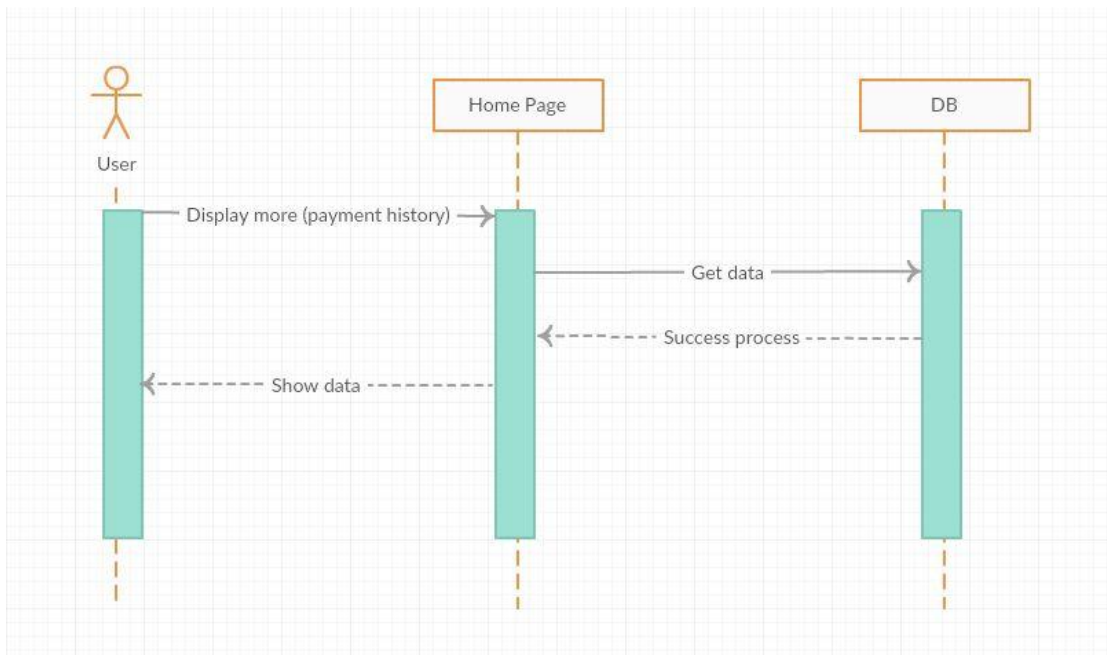 Home Page
DB
User
Display more (payment history)
Get data
Success process
Show data